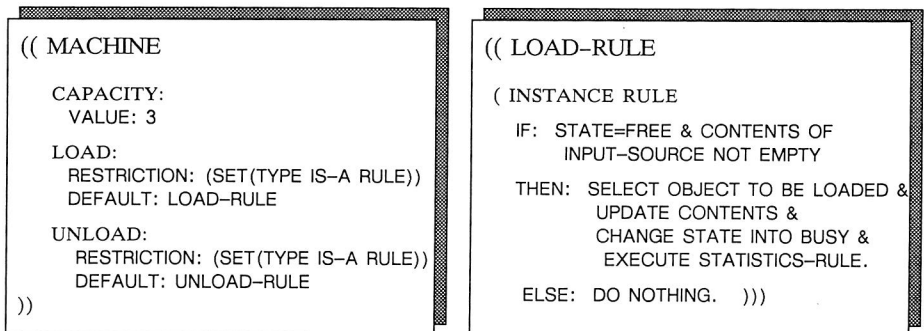 (( MACHINE
CAPACITY:
VALUE: 3
LOAD:
RESTRICTION: (SET(TYPE IS–A RULE))
DEFAULT: LOAD–RULE
UNLOAD:
RESTRICTION: (SET(TYPE IS–A RULE))
DEFAULT: UNLOAD–RULE
))
(( LOAD–RULE
( INSTANCE RULE
IF: STATE=FREE & CONTENTS OF
INPUT–SOURCE NOT EMPTY
THEN: SELECT OBJECT TO BE LOADED &
UPDATE CONTENTS &
CHANGE STATE INTO BUSY &
EXECUTE STATISTICS–RULE.
ELSE: DO NOTHING. )))